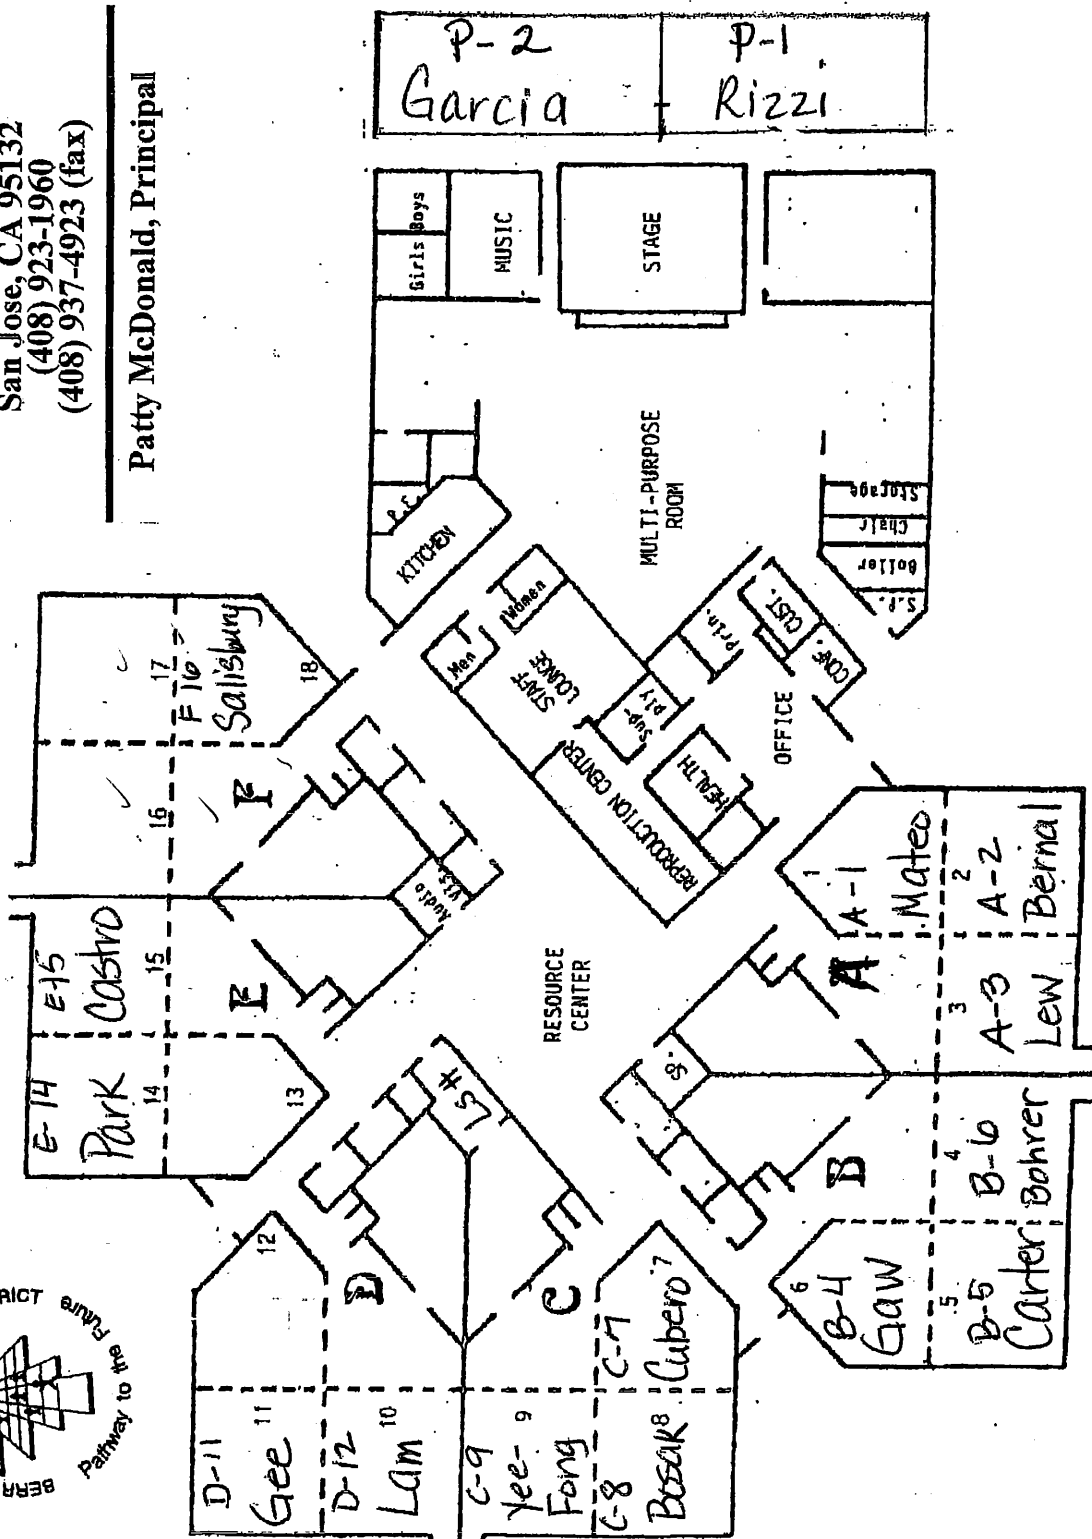 San Jose, CA 95132
(408) 923-1960
(408) 937-4923 (fax)
Patty McDonald, Principal
P-2
Garcia
P-1
Rizzi
Girls
Boys
MUSIC
STAGE
MULTI-PURPOSE
ROOM
KITCHEN
Storage
Chair
Boiler
S.P.
Men
Women
STAFF
LOUNGE
Sup-
ply
Prin.
CUST.
CONF.
OFFICE
HEALTH
REPRODUCTION CENTER
RESOURCE
CENTER
Audio
Vis.
17
F 16
Salisbury
18
16
F
E-15
Castro
15
E
E-14
Park
14
13
12
D
D-11
Gee
11
D-12
Lam
10
LSH
C
C-9
Yee-
Fong
9
C-7
Cubero
7
C-8
Bosak
8
B
6
B-4
Gaw
5
B-5
Carter
4
B-6
Bohrer
A
1
A-1
Mateo
2
A-2
Bernal
3
A-3
Lew
Pathway to the Future